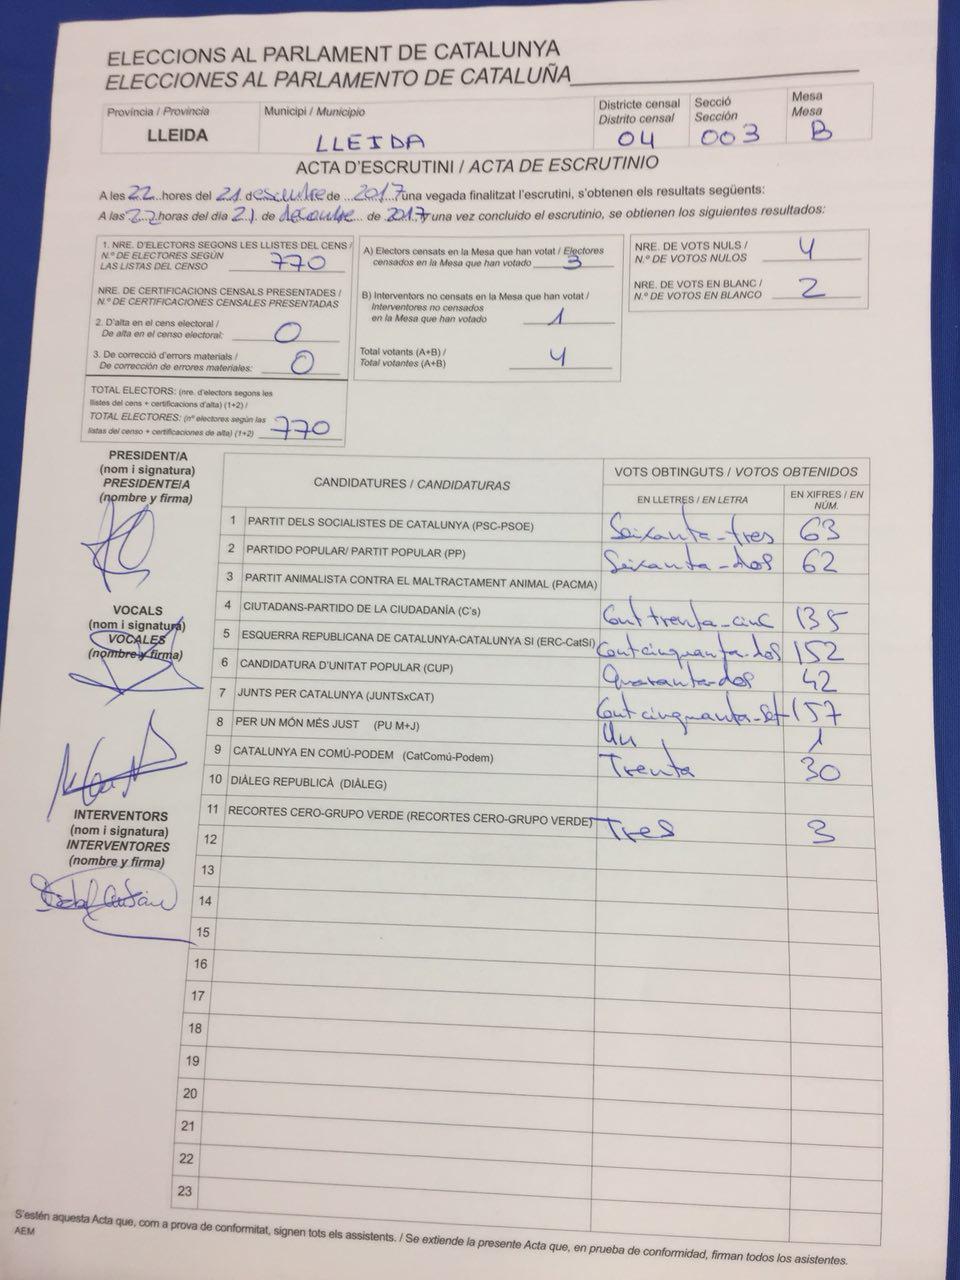 ELECCIONS AL PARLAMENT DE CATALUNYA
ELECCIONES AL PARLAMENTO DE CATALUÑA
Província / Provincia
LLEIDA
Municipi / Municipio
LLEIDA
Districte censal
Distrito censal
04
Secció
Sección
003
Mesa
Mesa
B
ACTA D'ESCRUTINI / ACTA DE ESCRUTINIO
A les 22 hores del 21 de de 2017 una vegada finalitzat l'escrutini, s'obtenen els resultats següents:
A las 22 horas del día 21 de de 2017 y una vez concluido el escrutinio, se obtienen los siguientes resultados:
1. NRE. D'ELECTORS SEGONS LES LLISTES DEL CENS /
N.º DE ELECTORES SEGÚN
LAS LISTAS DEL CENSO 770
NRE. DE CERTIFICACIONS CENSALS PRESENTADES /
N.º DE CERTIFICACIONES CENSALES PRESENTADAS
2. D'alta en el cens electoral /
De alta en el censo electoral: 0
3. De correcció d'errors materials /
De corrección de errores materiales: 0
TOTAL ELECTORS: (nre. d'electors segons les
llistes del cens + certificacions d'alta) (1+2) /
TOTAL ELECTORES: (nº electores según las
listas del censo + certificaciones de alta) (1+2) 770
A) Electors censats en la Mesa que han votat / Electores
censados en la Mesa que han votado 3
B) Interventors no censats en la Mesa que han votat /
Interventores no censados
en la Mesa que han votado 1
Total votants (A+B) /
Total votantes (A+B) 4
NRE. DE VOTS NULS /
N.º DE VOTOS NULOS 4
NRE. DE VOTS EN BLANC /
N.º DE VOTOS EN BLANCO 2
PRESIDENT/A
(nom i signatura)
PRESIDENTE/A
(nombre y firma)
VOCALS
(nom i signatura)
VOCALES
(nombre y firma)
INTERVENTORS
(nom i signatura)
INTERVENTORES
(nombre y firma)
CANDIDATURES / CANDIDATURAS
VOTS OBTINGUTS / VOTOS OBTENIDOS
EN LLETRES / EN LETRA
EN XIFRES / EN NÚM.
1 PARTIT DELS SOCIALISTES DE CATALUNYA (PSC-PSOE) Seixanta-tres 63
2 PARTIDO POPULAR/ PARTIT POPULAR (PP) Seixanta-dos 62
3 PARTIT ANIMALISTA CONTRA EL MALTRACTAMENT ANIMAL (PACMA)
4 CIUTADANS-PARTIDO DE LA CIUDADANÍA (C's) Cent trenta-cinc 135
5 ESQUERRA REPUBLICANA DE CATALUNYA-CATALUNYA SI (ERC-CatSI) Cent cinquanta-dos 152
6 CANDIDATURA D'UNITAT POPULAR (CUP) Quaranta-dos 42
7 JUNTS PER CATALUNYA (JUNTSxCAT) Cent cinquanta-set 157
8 PER UN MÓN MÉS JUST (PU M+J) Un 1
9 CATALUNYA EN COMÚ-PODEM (CatComú-Podem) Trenta 30
10 DIÀLEG REPUBLICÀ (DIÀLEG)
11 RECORTES CERO-GRUPO VERDE (RECORTES CERO-GRUPO VERDE) Tres 3
12
13
14
15
16
17
18
19
20
21
22
23
S'estén aquesta Acta que, com a prova de conformitat, signen tots els assistents. / Se extiende la presente Acta que, en prueba de conformidad, firman todos los asistentes.
AEM